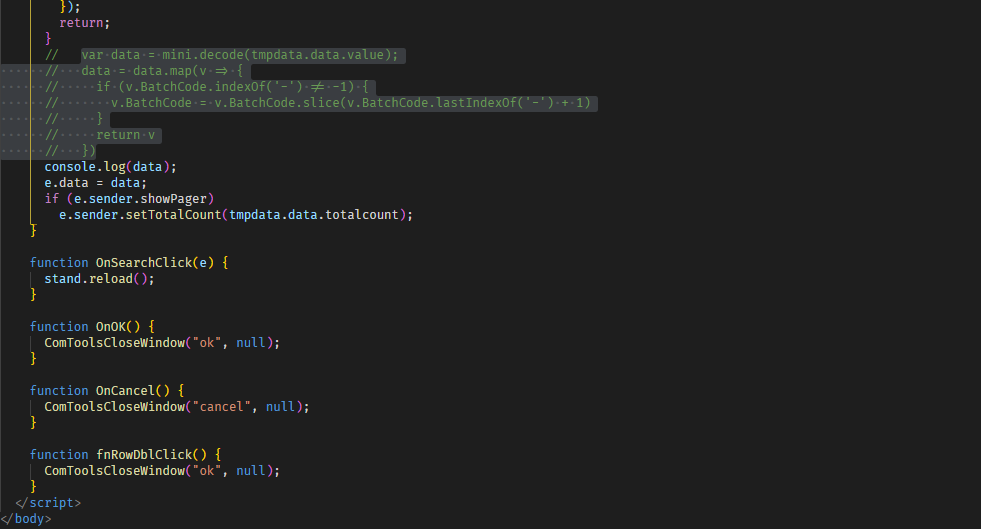 });
return;
}
//   var data = mini.decode(tmpdata.data.value);
//   data = data.map(v => {
//     if (v.BatchCode.indexOf('-') != -1) {
//       v.BatchCode = v.BatchCode.slice(v.BatchCode.lastIndexOf('-') + 1)
//     }
//     return v
//   })
console.log(data);
e.data = data;
if (e.sender.showPager)
e.sender.setTotalCount(tmpdata.data.totalcount);
}
function OnSearchClick(e) {
stand.reload();
}
function OnOK() {
ComToolsCloseWindow("ok", null);
}
function OnCancel() {
ComToolsCloseWindow("cancel", null);
}
function fnRowDblClick() {
ComToolsCloseWindow("ok", null);
}
</script>
</body>